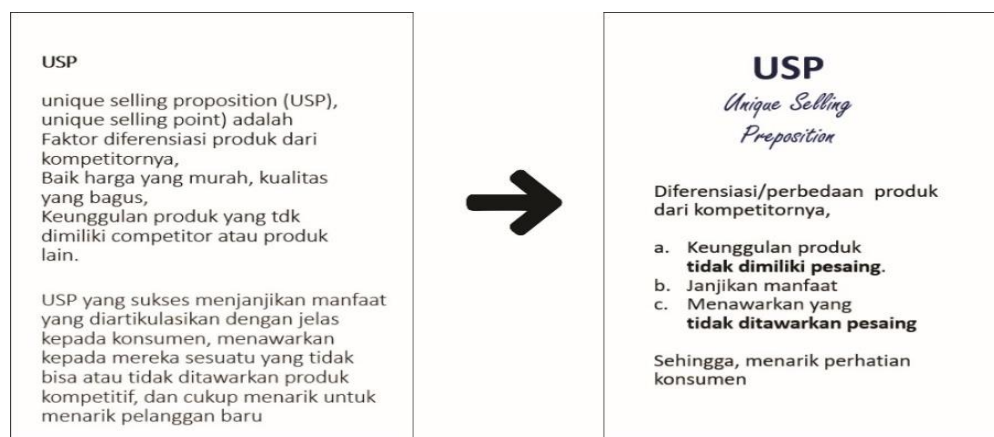 USP
unique selling proposition (USP),
unique selling point) adalah
Faktor diferensiasi produk dari
kompetitornya,
Baik harga yang murah, kualitas
yang bagus,
Keunggulan produk yang tdk
dimiliki competitor atau produk
lain.
USP yang sukses menjanjikan manfaat
yang diartikulasikan dengan jelas
kepada konsumen, menawarkan
kepada mereka sesuatu yang tidak
bisa atau tidak ditawarkan produk
kompetitif, dan cukup menarik untuk
menarik pelanggan baru
USP
Unique Selling
Preposition
Diferensiasi/perbedaan produk
dari kompetitornya,
a. Keunggulan produk
tidak dimiliki pesaing.
b. Janjikan manfaat
c. Menawarkan yang
tidak ditawarkan pesaing
Sehingga, menarik perhatian
konsumen